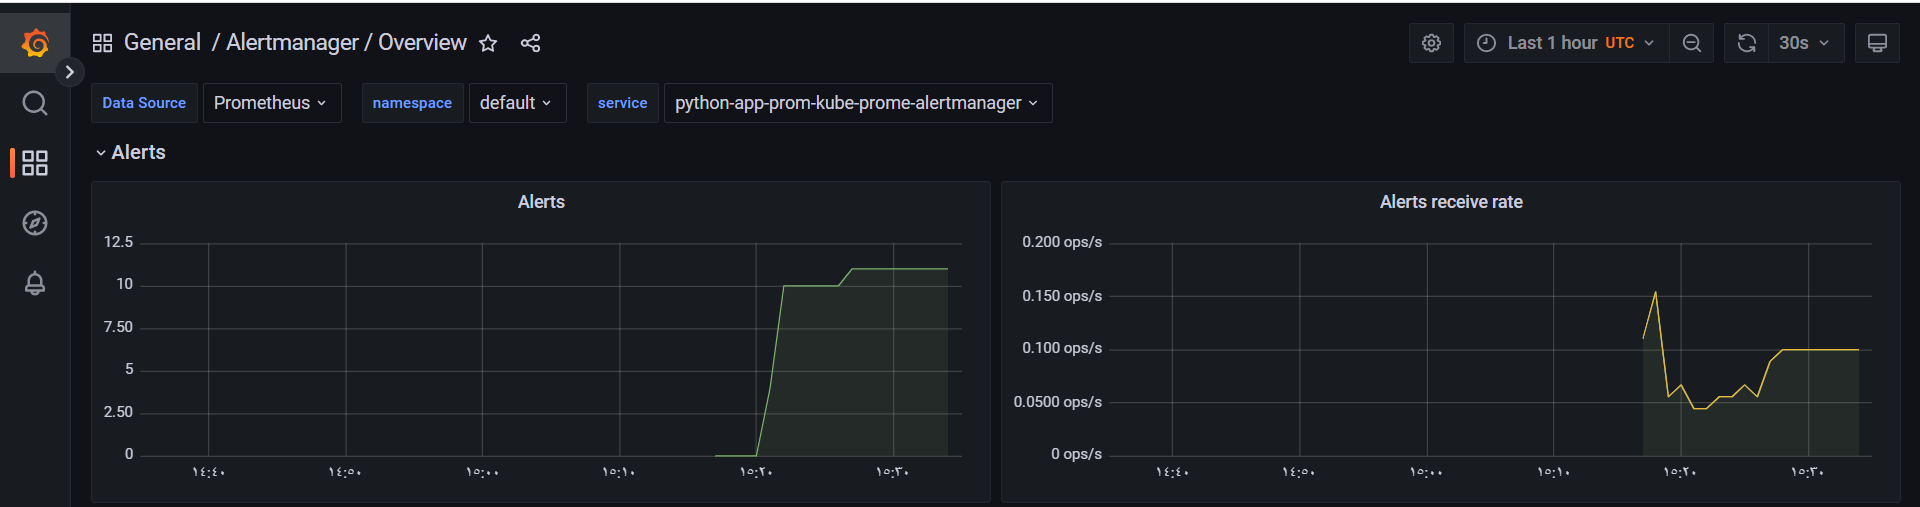 General / Alertmanager / Overview
Last 1 hour UTC
30s
Data Source Prometheus namespace default service python-app-prom-kube-prome-alertmanager
Alerts
Alerts
12.5
10
7.50
5
2.50
0
١٤:٤٠ ١٤:٥٠ ١٥:٠٠ ١٥:١٠ ١٥:٢٠ ١٥:٣٠
Alerts receive rate
0.200 ops/s
0.150 ops/s
0.100 ops/s
0.0500 ops/s
0 ops/s
١٤:٤٠ ١٤:٥٠ ١٥:٠٠ ١٥:١٠ ١٥:٢٠ ١٥:٣٠